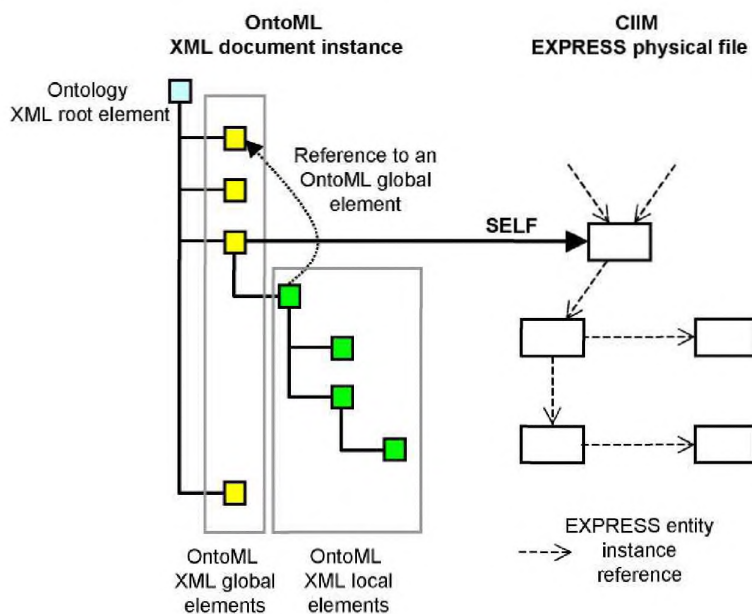 OntoML
XML document instance
CIIM
EXPRESS physical file
Ontology
XML root element
Reference to an
OntoML global
element
SELF
OntoML
XML global
elements
OntoML
XML local
elements
EXPRESS entity
instance
reference